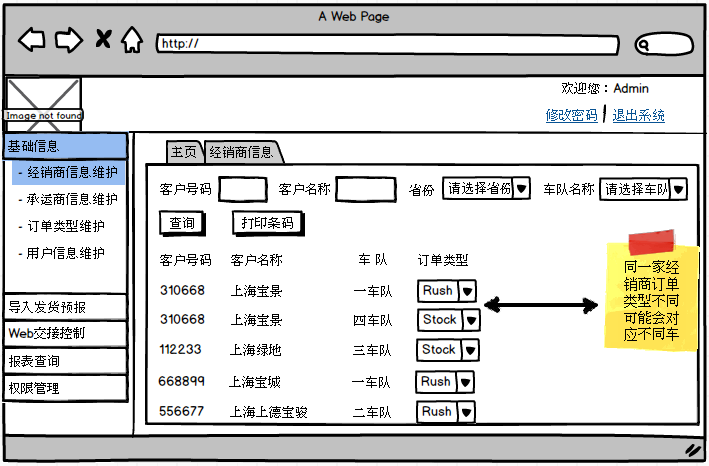 A Web Page
http://
欢迎您：Admin
修改密码 退出系统
Image not found
基础信息
- 经销商信息维护
- 承运商信息维护
- 订单类型维护
- 用户信息维护
导入发货预报
Web交接控制
报表查询
权限管理
主页 经销商信息
客户号码 客户名称 省份 请选择省份 车队名称 请选择车队
查询 打印条码
客户号码 客户名称 车 队 订单类型
310668 上海宝景 一车队 Rush
310668 上海宝景 四车队 Stock
112233 上海绿地 三车队 Stock
668899 上海宝城 一车队 Rush
556677 上海上德宝骏 二车队 Rush
同一家经
销商订单
类型不同
可能会对
应不同车